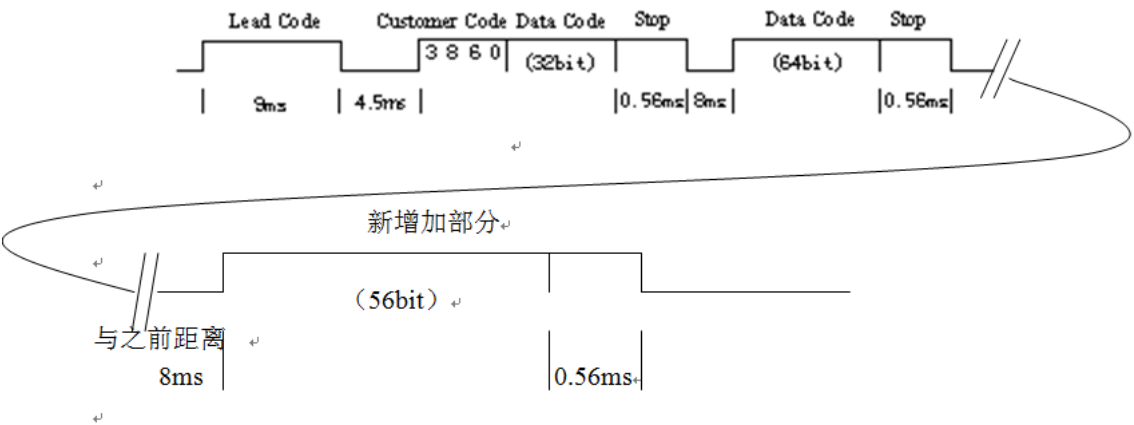 Lead Code Customer Code Data Code Stop Data Code Stop
3 8 6 0 (32bit) (64bit)
9ms 4.5ms 0.56ms 8ms 0.56ms
新增加部分
（56bit）
与之前距离
8ms 0.56ms